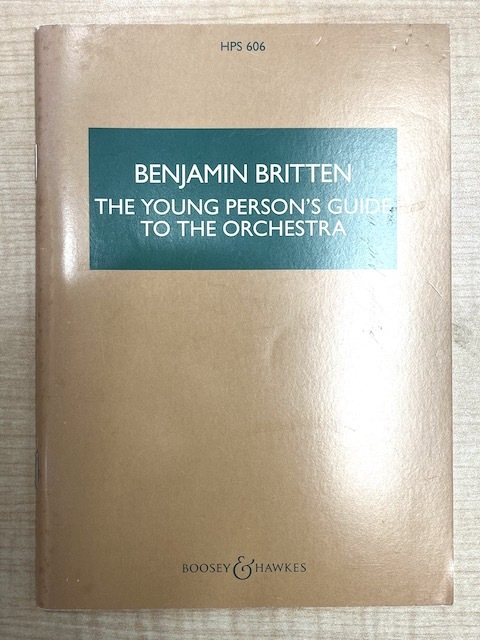 HPS 606
BENJAMIN BRITTEN
THE YOUNG PERSON'S GUIDE
TO THE ORCHESTRA
BOOSEY & HAWKES